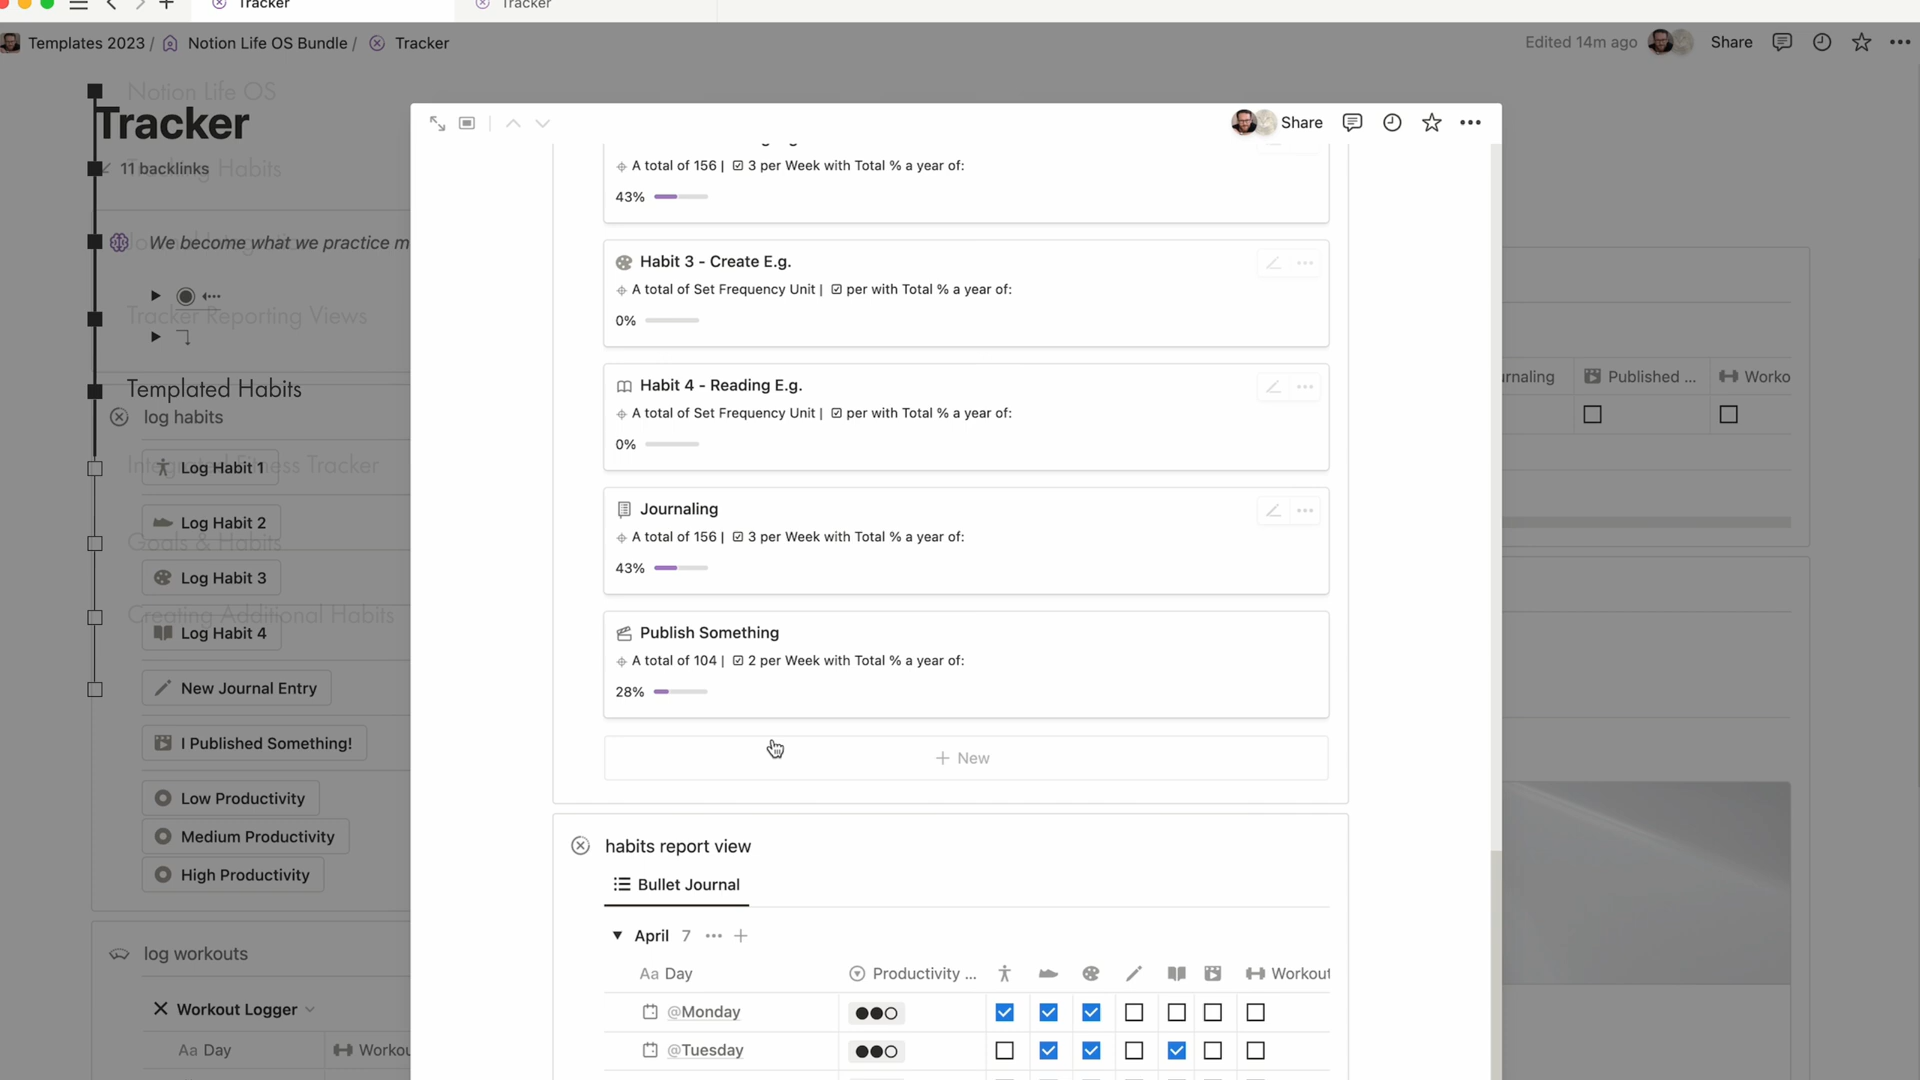 Tracker
Tracker
Templates 2023 / Notion Life OS Bundle / Tracker
Edited 14m ago
Share
Notion Life OS
Tracker
11 backlinks
We become what we practice m
Tracker Reporting Views
Templated Habits
log habits
Integrated Fitness Tracker
Log Habit 1
Log Habit 2
Goals & Habits
Log Habit 3
Creating Additional Habits
Log Habit 4
New Journal Entry
I Published Something!
Low Productivity
Medium Productivity
High Productivity
log workouts
Workout Logger
Aa Day
Workou
Share
A total of 156 | 3 per Week with Total % a year of:
43%
Habit 3 - Create E.g.
A total of Set Frequency Unit | per with Total % a year of:
0%
Habit 4 - Reading E.g.
A total of Set Frequency Unit | per with Total % a year of:
0%
Journaling
A total of 156 | 3 per Week with Total % a year of:
43%
Publish Something
A total of 104 | 2 per Week with Total % a year of:
28%
+ New
habits report view
Bullet Journal
April 7
Aa Day
Productivity ...
Workout
@Monday
@Tuesday
rnaling
Published ...
Worko